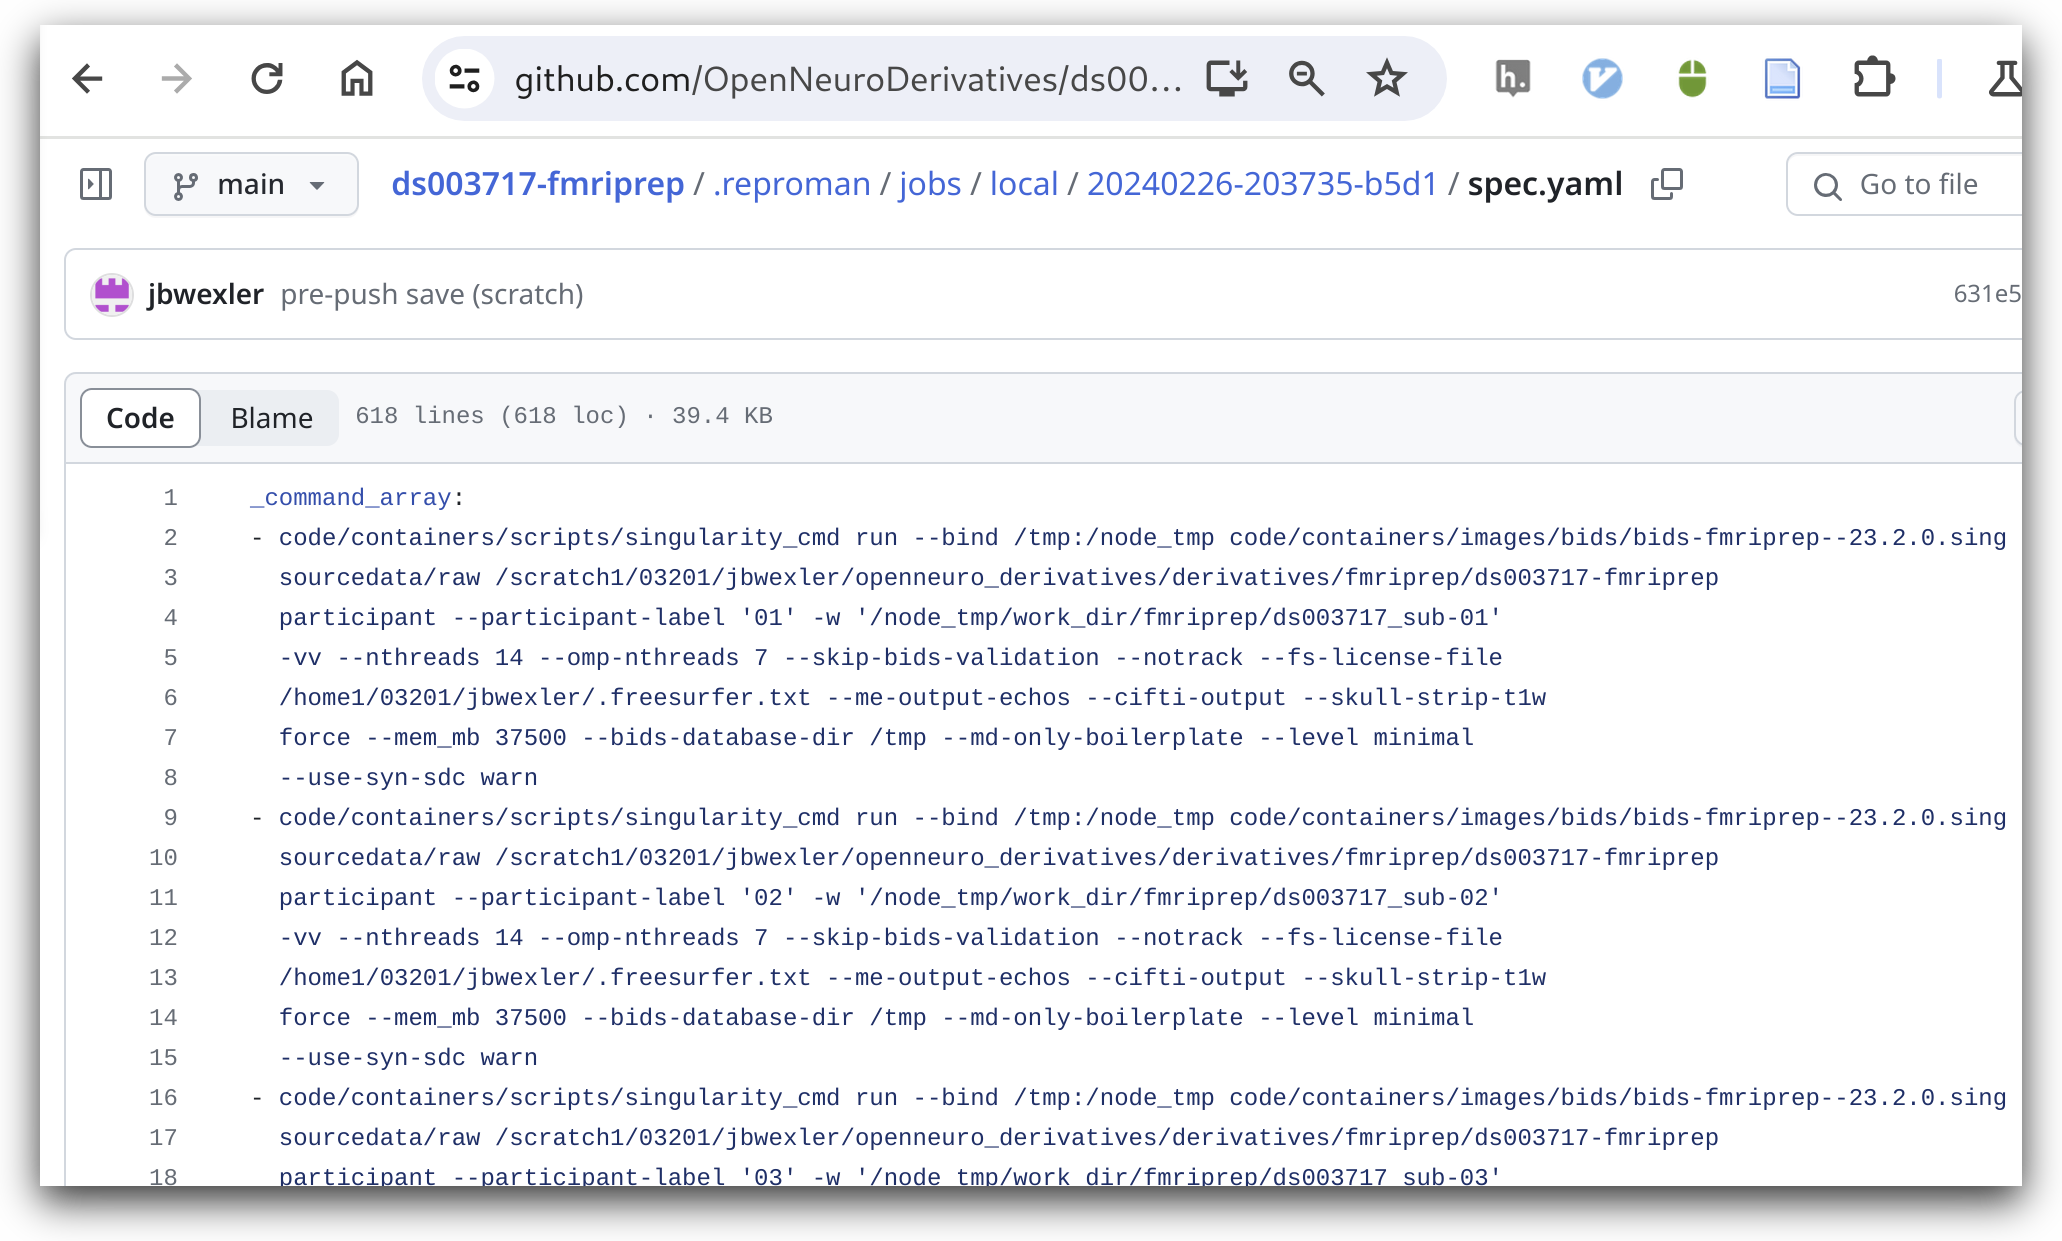 github.com/OpenNeuroDerivatives/ds00...
main
ds003717-fmriprep / .reproman / jobs / local / 20240226-203735-b5d1 / spec.yaml
Go to file
jbwexler pre-push save (scratch)
631e5
Code Blame 618 lines (618 loc) · 39.4 KB
1 _command_array:
2 - code/containers/scripts/singularity_cmd run --bind /tmp:/node_tmp code/containers/images/bids/bids-fmriprep--23.2.0.sing
3 sourcedata/raw /scratch1/03201/jbwexler/openneuro_derivatives/derivatives/fmriprep/ds003717-fmriprep
4 participant --participant-label '01' -w '/node_tmp/work_dir/fmriprep/ds003717_sub-01'
5 -vv --nthreads 14 --omp-nthreads 7 --skip-bids-validation --notrack --fs-license-file
6 /home1/03201/jbwexler/.freesurfer.txt --me-output-echos --cifti-output --skull-strip-t1w
7 force --mem_mb 37500 --bids-database-dir /tmp --md-only-boilerplate --level minimal
8 --use-syn-sdc warn
9 - code/containers/scripts/singularity_cmd run --bind /tmp:/node_tmp code/containers/images/bids/bids-fmriprep--23.2.0.sing
10 sourcedata/raw /scratch1/03201/jbwexler/openneuro_derivatives/derivatives/fmriprep/ds003717-fmriprep
11 participant --participant-label '02' -w '/node_tmp/work_dir/fmriprep/ds003717_sub-02'
12 -vv --nthreads 14 --omp-nthreads 7 --skip-bids-validation --notrack --fs-license-file
13 /home1/03201/jbwexler/.freesurfer.txt --me-output-echos --cifti-output --skull-strip-t1w
14 force --mem_mb 37500 --bids-database-dir /tmp --md-only-boilerplate --level minimal
15 --use-syn-sdc warn
16 - code/containers/scripts/singularity_cmd run --bind /tmp:/node_tmp code/containers/images/bids/bids-fmriprep--23.2.0.sing
17 sourcedata/raw /scratch1/03201/jbwexler/openneuro_derivatives/derivatives/fmriprep/ds003717-fmriprep
18 participant --participant-label '03' -w '/node_tmp/work_dir/fmriprep/ds003717_sub-03'